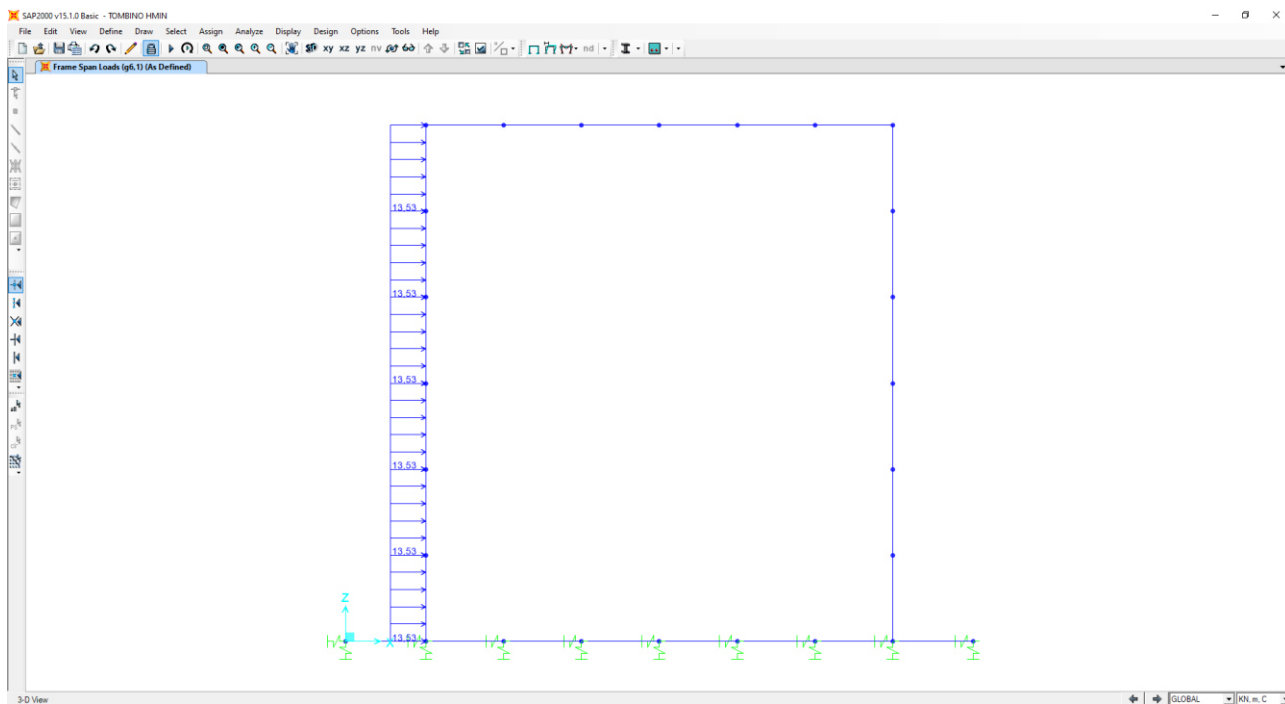 SAP2000 v15.1.0 Basic - TOMBINO HMIN
File Edit View Define Draw Select Assign Analyze Display Design Options Tools Help
xy xz yz nv nd
Frame Span Loads (g6,1) (As Defined)
13,53
13,53
13,53
13,53
13,53
Z
13,53
X
3-D View GLOBAL KN, m, C